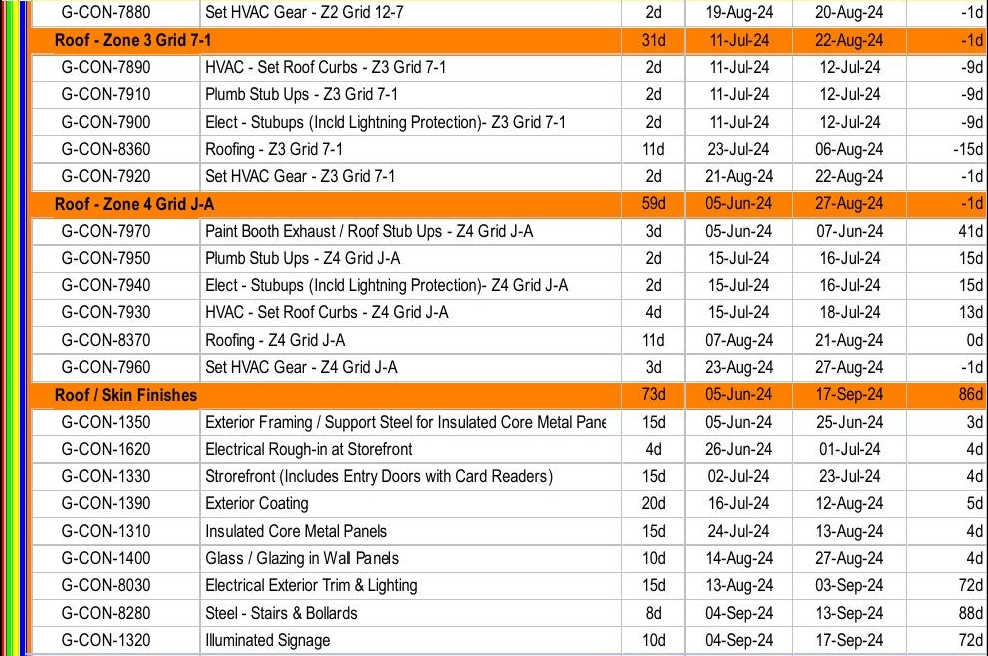 G-CON-7880 Set HVAC Gear - Z2 Grid 12-7 2d 19-Aug-24 20-Aug-24 -1d
Roof - Zone 3 Grid 7-1 31d 11-Jul-24 22-Aug-24 -1d
G-CON-7890 HVAC - Set Roof Curbs - Z3 Grid 7-1 2d 11-Jul-24 12-Jul-24 -9d
G-CON-7910 Plumb Stub Ups - Z3 Grid 7-1 2d 11-Jul-24 12-Jul-24 -9d
G-CON-7900 Elect - Stubups (Incld Lightning Protection)- Z3 Grid 7-1 2d 11-Jul-24 12-Jul-24 -9d
G-CON-8360 Roofing - Z3 Grid 7-1 11d 23-Jul-24 06-Aug-24 -15d
G-CON-7920 Set HVAC Gear - Z3 Grid 7-1 2d 21-Aug-24 22-Aug-24 -1d
Roof - Zone 4 Grid J-A 59d 05-Jun-24 27-Aug-24 -1d
G-CON-7970 Paint Booth Exhaust / Roof Stub Ups - Z4 Grid J-A 3d 05-Jun-24 07-Jun-24 41d
G-CON-7950 Plumb Stub Ups - Z4 Grid J-A 2d 15-Jul-24 16-Jul-24 15d
G-CON-7940 Elect - Stubups (Incld Lightning Protection)- Z4 Grid J-A 2d 15-Jul-24 16-Jul-24 15d
G-CON-7930 HVAC - Set Roof Curbs - Z4 Grid J-A 4d 15-Jul-24 18-Jul-24 13d
G-CON-8370 Roofing - Z4 Grid J-A 11d 07-Aug-24 21-Aug-24 0d
G-CON-7960 Set HVAC Gear - Z4 Grid J-A 3d 23-Aug-24 27-Aug-24 -1d
Roof / Skin Finishes 73d 05-Jun-24 17-Sep-24 86d
G-CON-1350 Exterior Framing / Support Steel for Insulated Core Metal Pane 15d 05-Jun-24 25-Jun-24 3d
G-CON-1620 Electrical Rough-in at Storefront 4d 26-Jun-24 01-Jul-24 4d
G-CON-1330 Strorefront (Includes Entry Doors with Card Readers) 15d 02-Jul-24 23-Jul-24 4d
G-CON-1390 Exterior Coating 20d 16-Jul-24 12-Aug-24 5d
G-CON-1310 Insulated Core Metal Panels 15d 24-Jul-24 13-Aug-24 4d
G-CON-1400 Glass / Glazing in Wall Panels 10d 14-Aug-24 27-Aug-24 4d
G-CON-8030 Electrical Exterior Trim & Lighting 15d 13-Aug-24 03-Sep-24 72d
G-CON-8280 Steel - Stairs & Bollards 8d 04-Sep-24 13-Sep-24 88d
G-CON-1320 Illuminated Signage 10d 04-Sep-24 17-Sep-24 72d